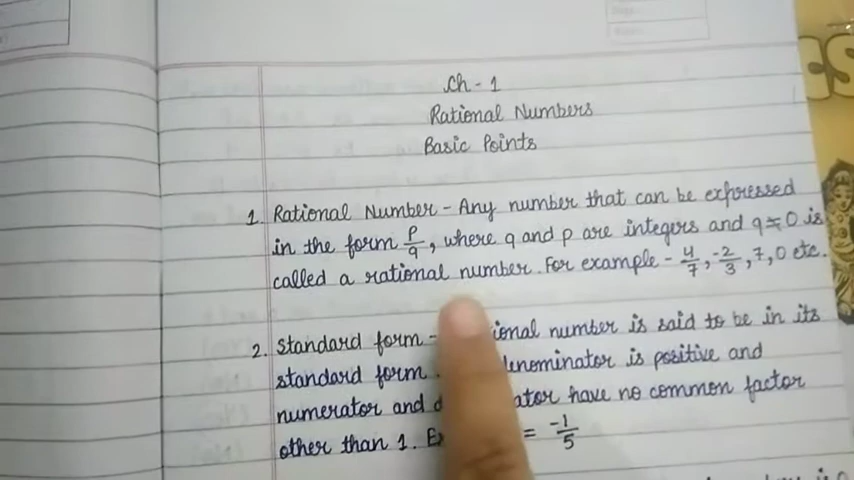 Ch - 1
Rational Numbers
Basic Points
1. Rational Number - Any number that can be expressed
in the form p/q, where q and p are integers and q ≠ 0 is
called a rational number. For example - 4/7, -2/3, 7, 0 etc.
2. Standard form - number is said to be in its
standard form denominator is positive and
numerator and have no common factor
other than 1. = -1/5
CS